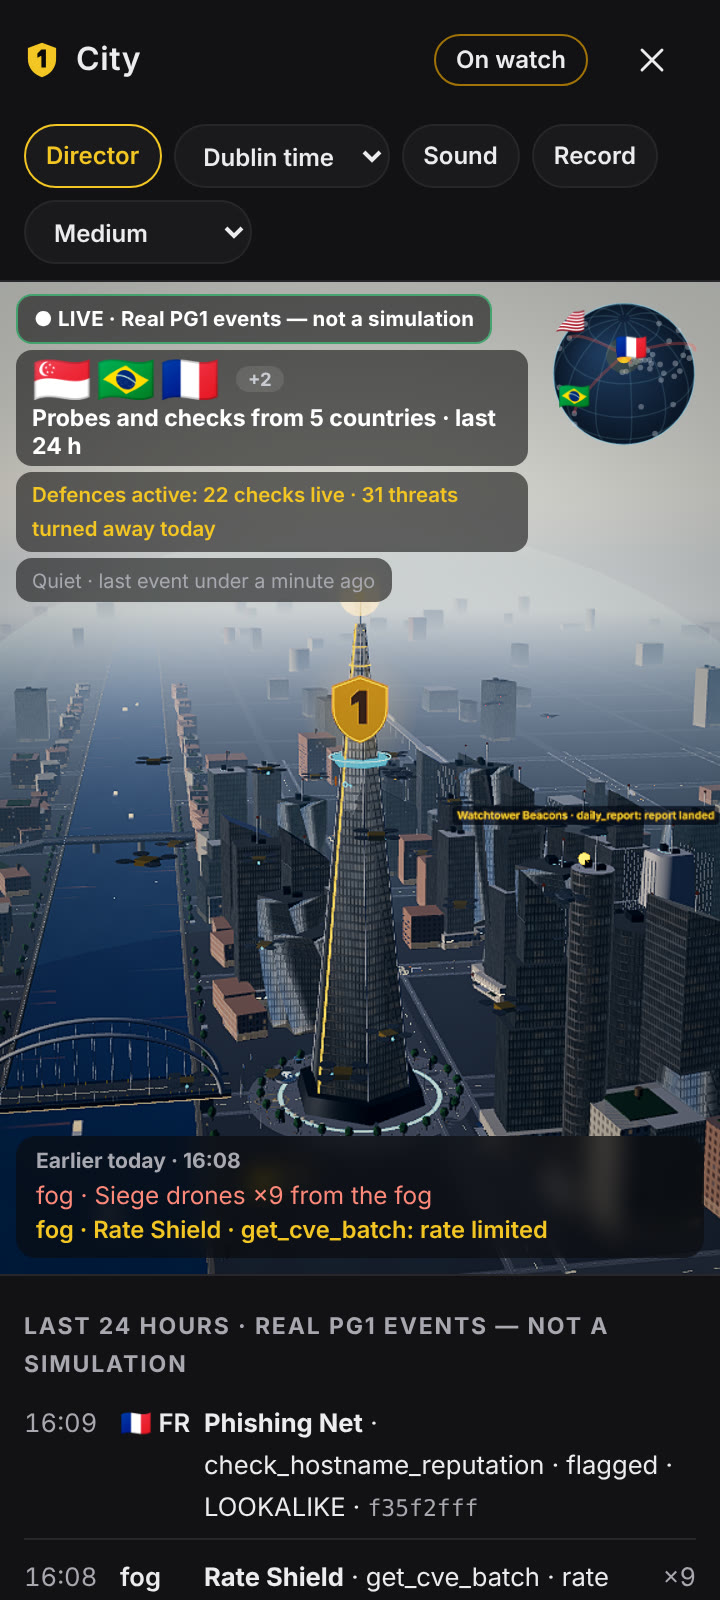 1 City On watch
Director Dublin time Sound Record
Medium
LIVE · Real PG1 events — not a simulation
+2
Probes and checks from 5 countries · last
24 h
Defences active: 22 checks live · 31 threats
turned away today
Quiet · last event under a minute ago
1
Watchtower Beacons · daily_report: report landed
Earlier today · 16:08
fog · Siege drones ×9 from the fog
fog · Rate Shield · get_cve_batch: rate limited
LAST 24 HOURS · REAL PG1 EVENTS — NOT A
SIMULATION
16:09 FR Phishing Net ·
check_hostname_reputation · flagged ·
LOOKALIKE · f35f2fff
16:08 fog Rate Shield · get_cve_batch · rate ×9